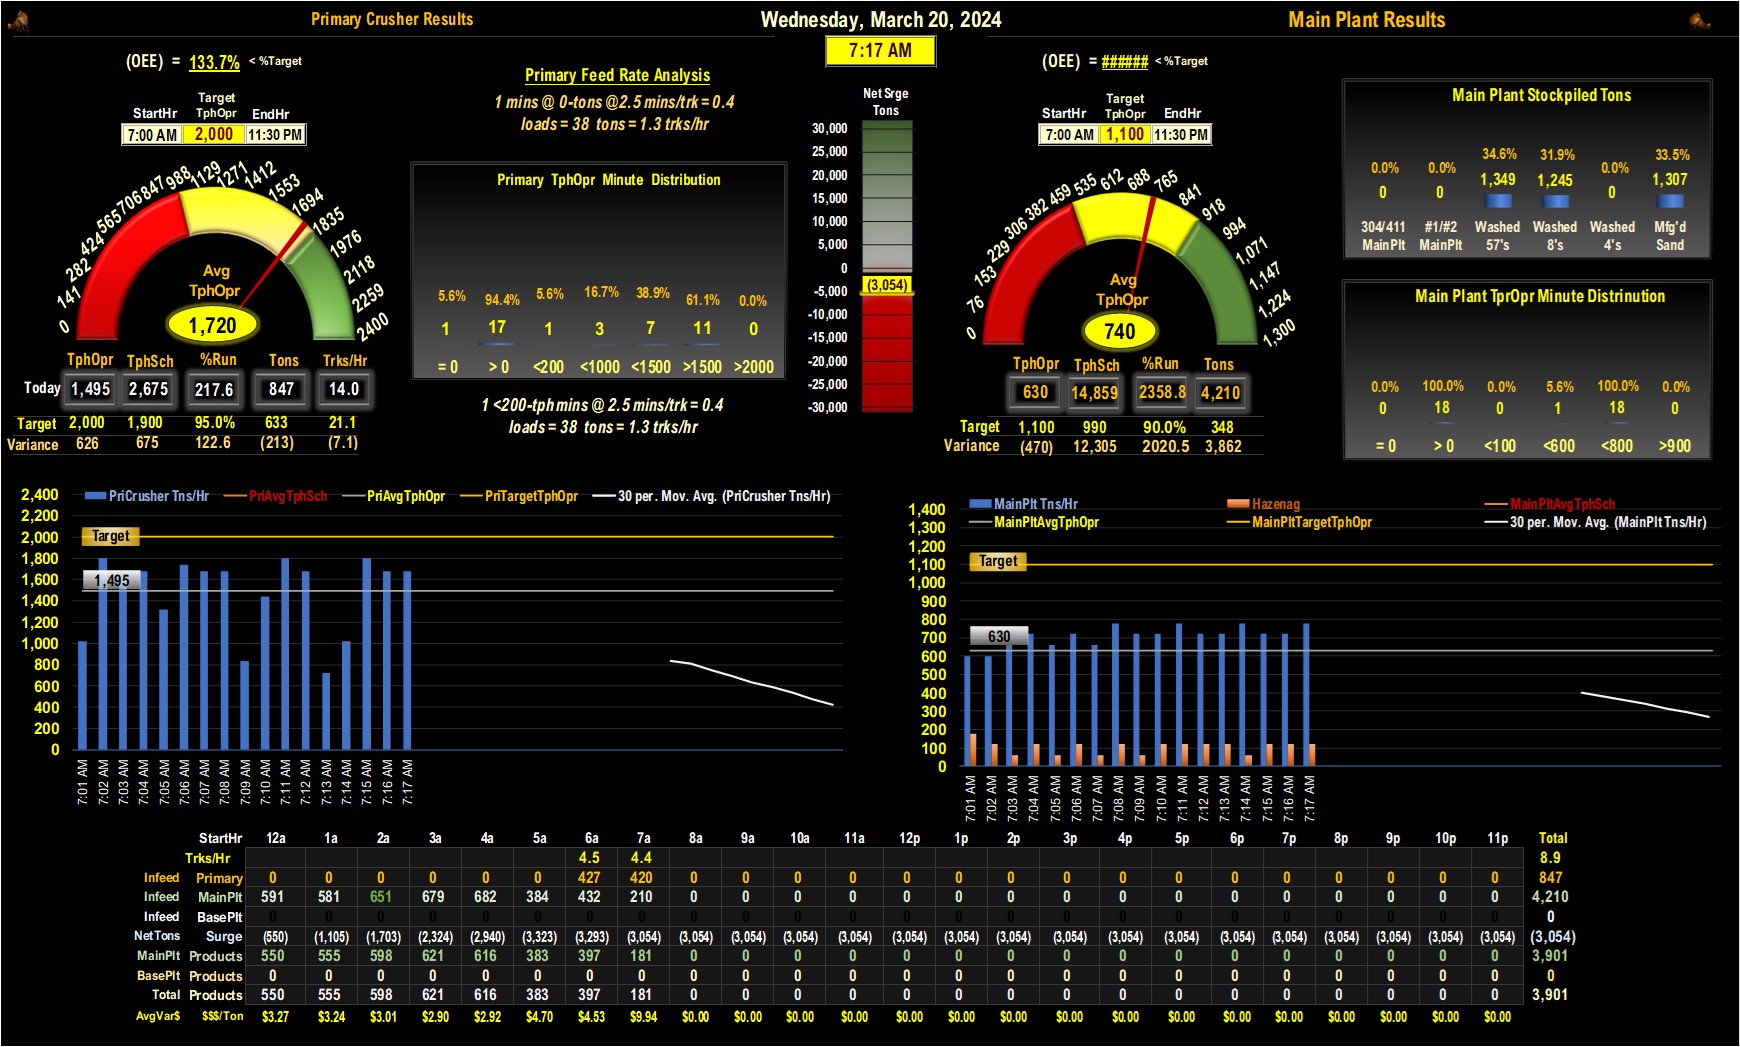 Primary Crusher Results
Wednesday, March 20, 2024
Main Plant Results
7:17 AM
(OEE) = 133.7% < %Target
Target
StartHr TphOpr EndHr
7:00 AM 2,000 11:30 PM
0 141 282 424 565 706 847 988 1129 1271 1412 1553 1694 1835 1976 2118 2259 2400
Avg
TphOpr
1,720
TphOpr TphSch %Run Tons Trks/Hr
Today 1,495 2,675 217.6 847 14.0
Target 2,000 1,900 95.0% 633 21.1
Variance 626 675 122.6 (213) (7.1)
Primary Feed Rate Analysis
1 mins @ 0-tons @2.5 mins/trk = 0.4
loads = 38 tons = 1.3 trks/hr
Primary TphOpr Minute Distribution
5.6% 94.4% 5.6% 16.7% 38.9% 61.1% 0.0%
1 17 1 3 7 11 0
= 0 > 0 <200 <1000 <1500 >1500 >2000
1 <200-tph mins @ 2.5 mins/trk = 0.4
loads = 38 tons = 1.3 trks/hr
Net Srge
Tons
30,000
25,000
20,000
15,000
10,000
5,000
0
(3,054)
-5,000
-10,000
-15,000
-20,000
-25,000
-30,000
(OEE) = ###### < %Target
Target
StartHr TphOpr EndHr
7:00 AM 1,100 11:30 PM
0 76 153 229 306 382 459 535 612 688 765 841 918 994 1,071 1,147 1,224 1,300
Avg
TphOpr
740
TphOpr TphSch %Run Tons
630 14,859 2358.8 4,210
Target 1,100 990 90.0% 348
Variance (470) 12,305 2020.5 3,862
Main Plant Stockpiled Tons
0.0% 0.0% 34.6% 31.9% 0.0% 33.5%
0 0 1,349 1,245 0 1,307
304/411 #1/#2 Washed Washed Washed Mfg'd
MainPlt MainPlt 57's 8's 4's Sand
Main Plant TprOpr Minute Distrinution
0.0% 100.0% 0.0% 5.6% 100.0% 0.0%
0 18 0 1 18 0
= 0 > 0 <100 <600 <800 >900
PriCrusher Tns/Hr PriAvgTphSch PriAvgTphOpr PriTargetTphOpr 30 per. Mov. Avg. (PriCrusher Tns/Hr)
2,400
2,200
2,000
1,800
1,600
1,400
1,200
1,000
800
600
400
200
0
Target
1,495
7:01 AM 7:02 AM 7:03 AM 7:04 AM 7:05 AM 7:06 AM 7:07 AM 7:08 AM 7:09 AM 7:10 AM 7:11 AM 7:12 AM 7:13 AM 7:14 AM 7:15 AM 7:16 AM 7:17 AM
MainPlt Tns/Hr Hazenag MainPltAvgTphSch
MainPltAvgTphOpr MainPltTargetTphOpr 30 per. Mov. Avg. (MainPlt Tns/Hr)
1,400
1,300
1,200
1,100
1,000
900
800
700
600
500
400
300
200
100
0
Target
630
7:01 AM 7:02 AM 7:03 AM 7:04 AM 7:05 AM 7:06 AM 7:07 AM 7:08 AM 7:09 AM 7:10 AM 7:11 AM 7:12 AM 7:13 AM 7:14 AM 7:15 AM 7:16 AM 7:17 AM
StartHr 12a 1a 2a 3a 4a 5a 6a 7a 8a 9a 10a 11a 12p 1p 2p 3p 4p 5p 6p 7p 8p 9p 10p 11p Total
Trks/Hr 4.5 4.4 8.9
Infeed Primary 0 0 0 0 0 0 427 420 0 0 0 0 0 0 0 0 0 0 0 0 0 0 0 0 847
Infeed MainPlt 591 581 651 679 682 384 432 210 0 0 0 0 0 0 0 0 0 0 0 0 0 0 0 0 4,210
Infeed BasePlt 0 0 0 0 0 0 0 0 0 0 0 0 0 0 0 0 0 0 0 0 0 0 0 0 0
NetTons Surge (550) (1,105) (1,703) (2,324) (2,940) (3,323) (3,293) (3,054) (3,054) (3,054) (3,054) (3,054) (3,054) (3,054) (3,054) (3,054) (3,054) (3,054) (3,054) (3,054) (3,054) (3,054) (3,054) (3,054) (3,054)
MainPlt Products 550 555 598 621 616 383 397 181 0 0 0 0 0 0 0 0 0 0 0 0 0 0 0 0 3,901
BasePlt Products 0 0 0 0 0 0 0 0 0 0 0 0 0 0 0 0 0 0 0 0 0 0 0 0 0
Total Products 550 555 598 621 616 383 397 181 0 0 0 0 0 0 0 0 0 0 0 0 0 0 0 0 3,901
AvgVar$ $$$/Ton $3.27 $3.24 $3.01 $2.90 $2.92 $4.70 $4.53 $9.94 $0.00 $0.00 $0.00 $0.00 $0.00 $0.00 $0.00 $0.00 $0.00 $0.00 $0.00 $0.00 $0.00 $0.00 $0.00 $0.00